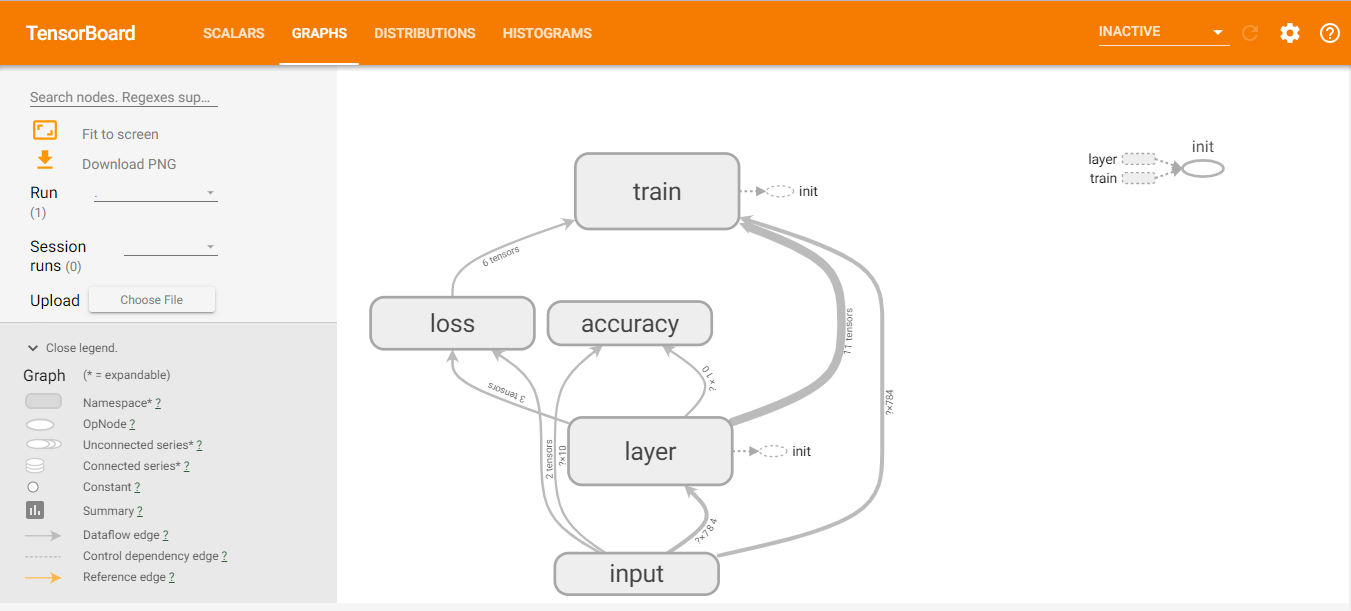 TensorBoard
SCALARS
GRAPHS
DISTRIBUTIONS
HISTOGRAMS
INACTIVE
Search nodes. Regexes sup...
Fit to screen
Download PNG
Run
(1)
.
Session
runs (0)
Upload
Choose File
Close legend.
Graph
(* = expandable)
Namespace* ?
OpNode ?
Unconnected series* ?
Connected series* ?
Constant ?
Summary ?
Dataflow edge ?
Control dependency edge ?
Reference edge ?
train
init
6 tensors
loss
accuracy
11 tensors
3 tensors
?×10
?×784
layer
init
2 tensors
?×10
?×784
input
init
layer
train